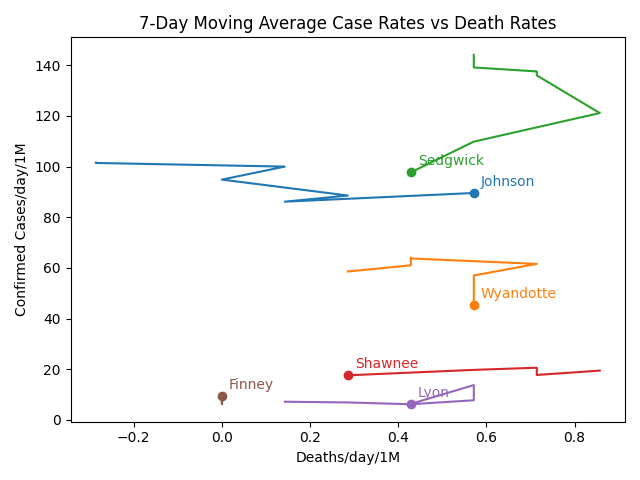 7-Day Moving Average Case Rates vs Death Rates
Confirmed Cases/day/1M
140
120
100
80
60
40
20
0
Sedgwick
Johnson
Wyandotte
Shawnee
Finney
Lyon
−0.2
0.0
0.2
0.4
0.6
0.8
Deaths/day/1M